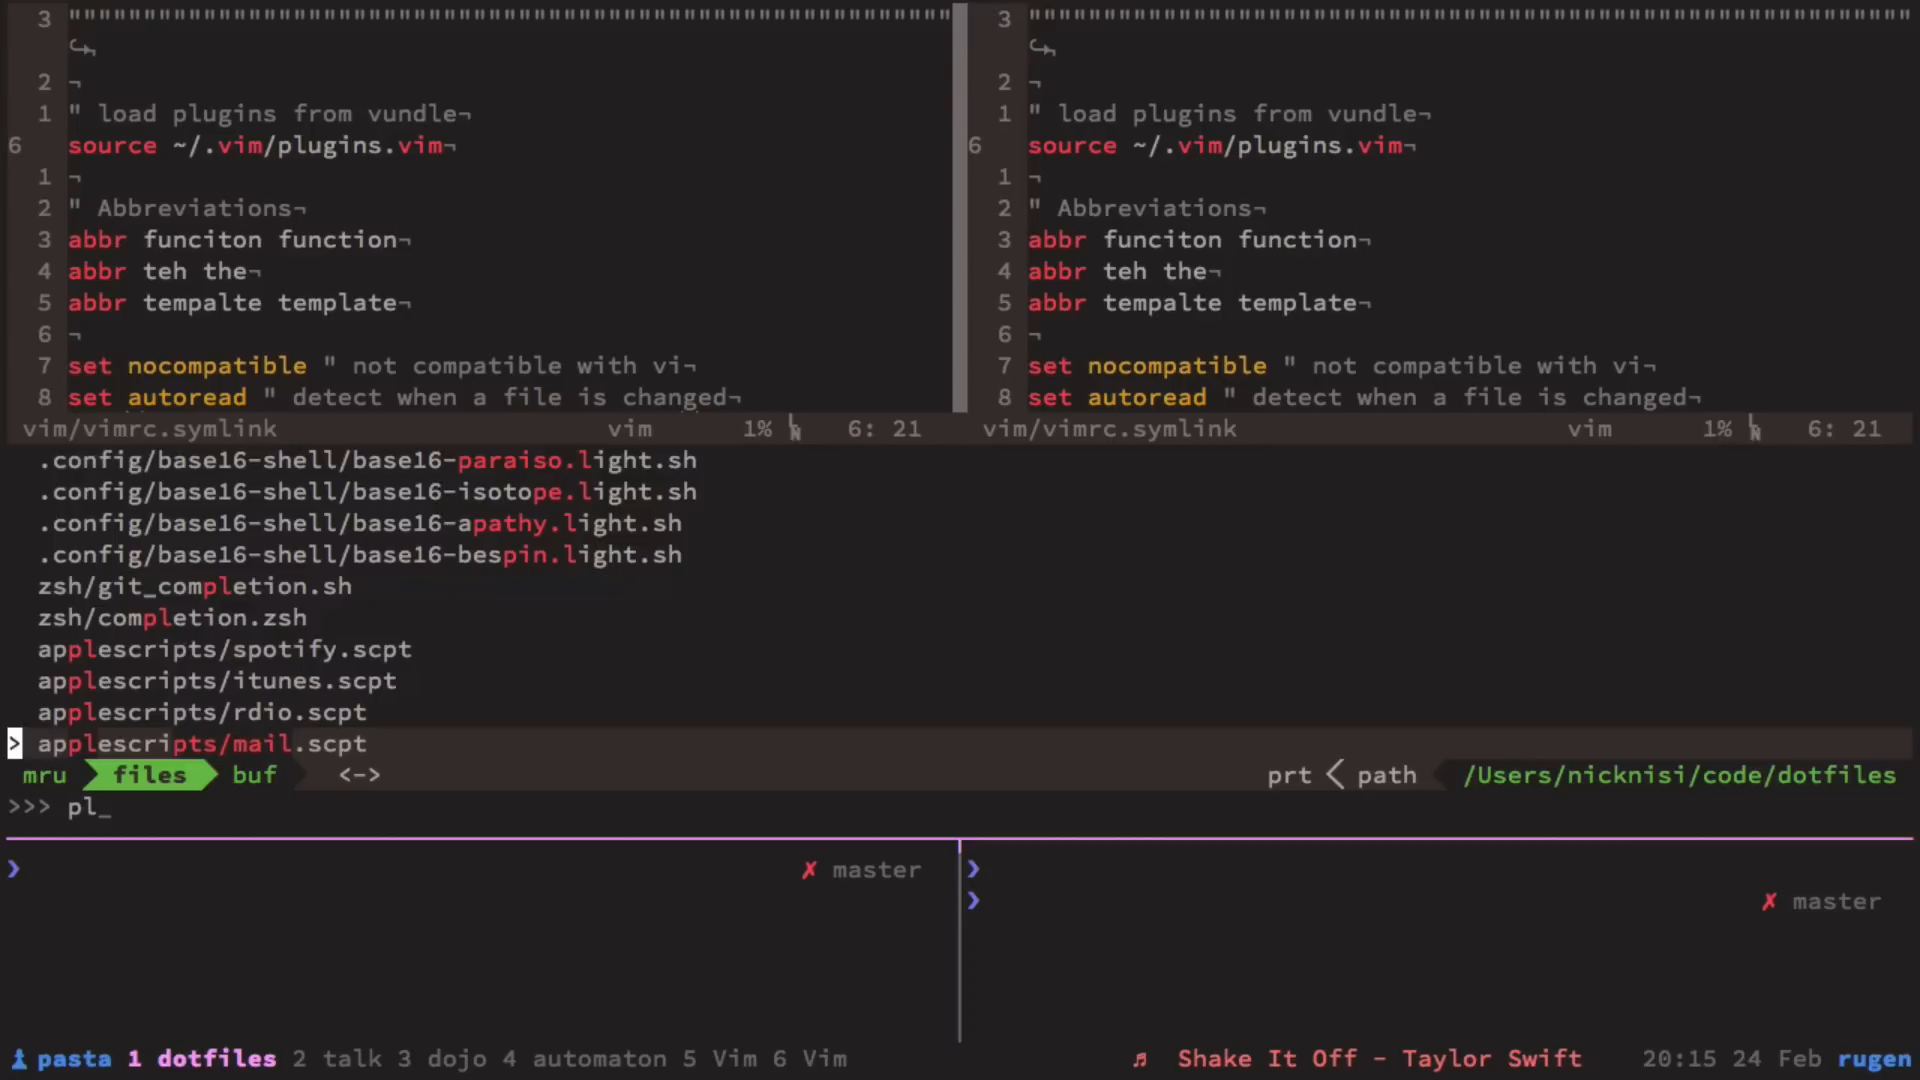 3 """"""""""""""""""""""""""""""""""""""""""""""""""""""""""""
↪
2 ¬
1 " load plugins from vundle¬
6 source ~/.vim/plugins.vim¬
1 ¬
2 " Abbreviations¬
3 abbr funciton function¬
4 abbr teh the¬
5 abbr tempalte template¬
6 ¬
7 set nocompatible " not compatible with vi¬
8 set autoread " detect when a file is changed¬
vim/vimrc.symlink vim 1% 6: 21
3 """"""""""""""""""""""""""""""""""""""""""""""""""""""""""""
↪
2 ¬
1 " load plugins from vundle¬
6 source ~/.vim/plugins.vim¬
1 ¬
2 " Abbreviations¬
3 abbr funciton function¬
4 abbr teh the¬
5 abbr tempalte template¬
6 ¬
7 set nocompatible " not compatible with vi¬
8 set autoread " detect when a file is changed¬
vim/vimrc.symlink vim 1% 6: 21
.config/base16-shell/base16-paraiso.light.sh
.config/base16-shell/base16-isotope.light.sh
.config/base16-shell/base16-apathy.light.sh
.config/base16-shell/base16-bespin.light.sh
zsh/git_completion.sh
zsh/completion.zsh
applescripts/spotify.scpt
applescripts/itunes.scpt
applescripts/rdio.scpt
> applescripts/mail.scpt
mru files buf <-> prt < path /Users/nicknisi/code/dotfiles
>>> pl_
❯ ✗ master
❯
❯ ✗ master
pasta 1 dotfiles 2 talk 3 dojo 4 automaton 5 Vim 6 Vim ♬ Shake It Off - Taylor Swift 20:15 24 Feb rugen